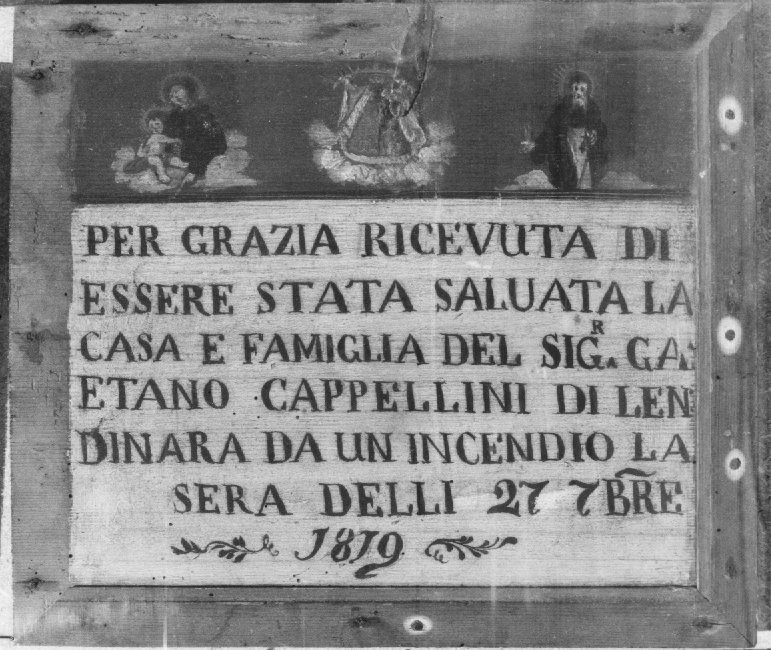 PER GRAZIA RICEVUTA DI
ESSERE STATA SALUATA LA
CASA E FAMIGLIA DEL SIG.R GA
ETANO CAPPELLINI DI LEN
DINARA DA UN INCENDIO LA
SERA DELLI 27 7BR̃E
1819